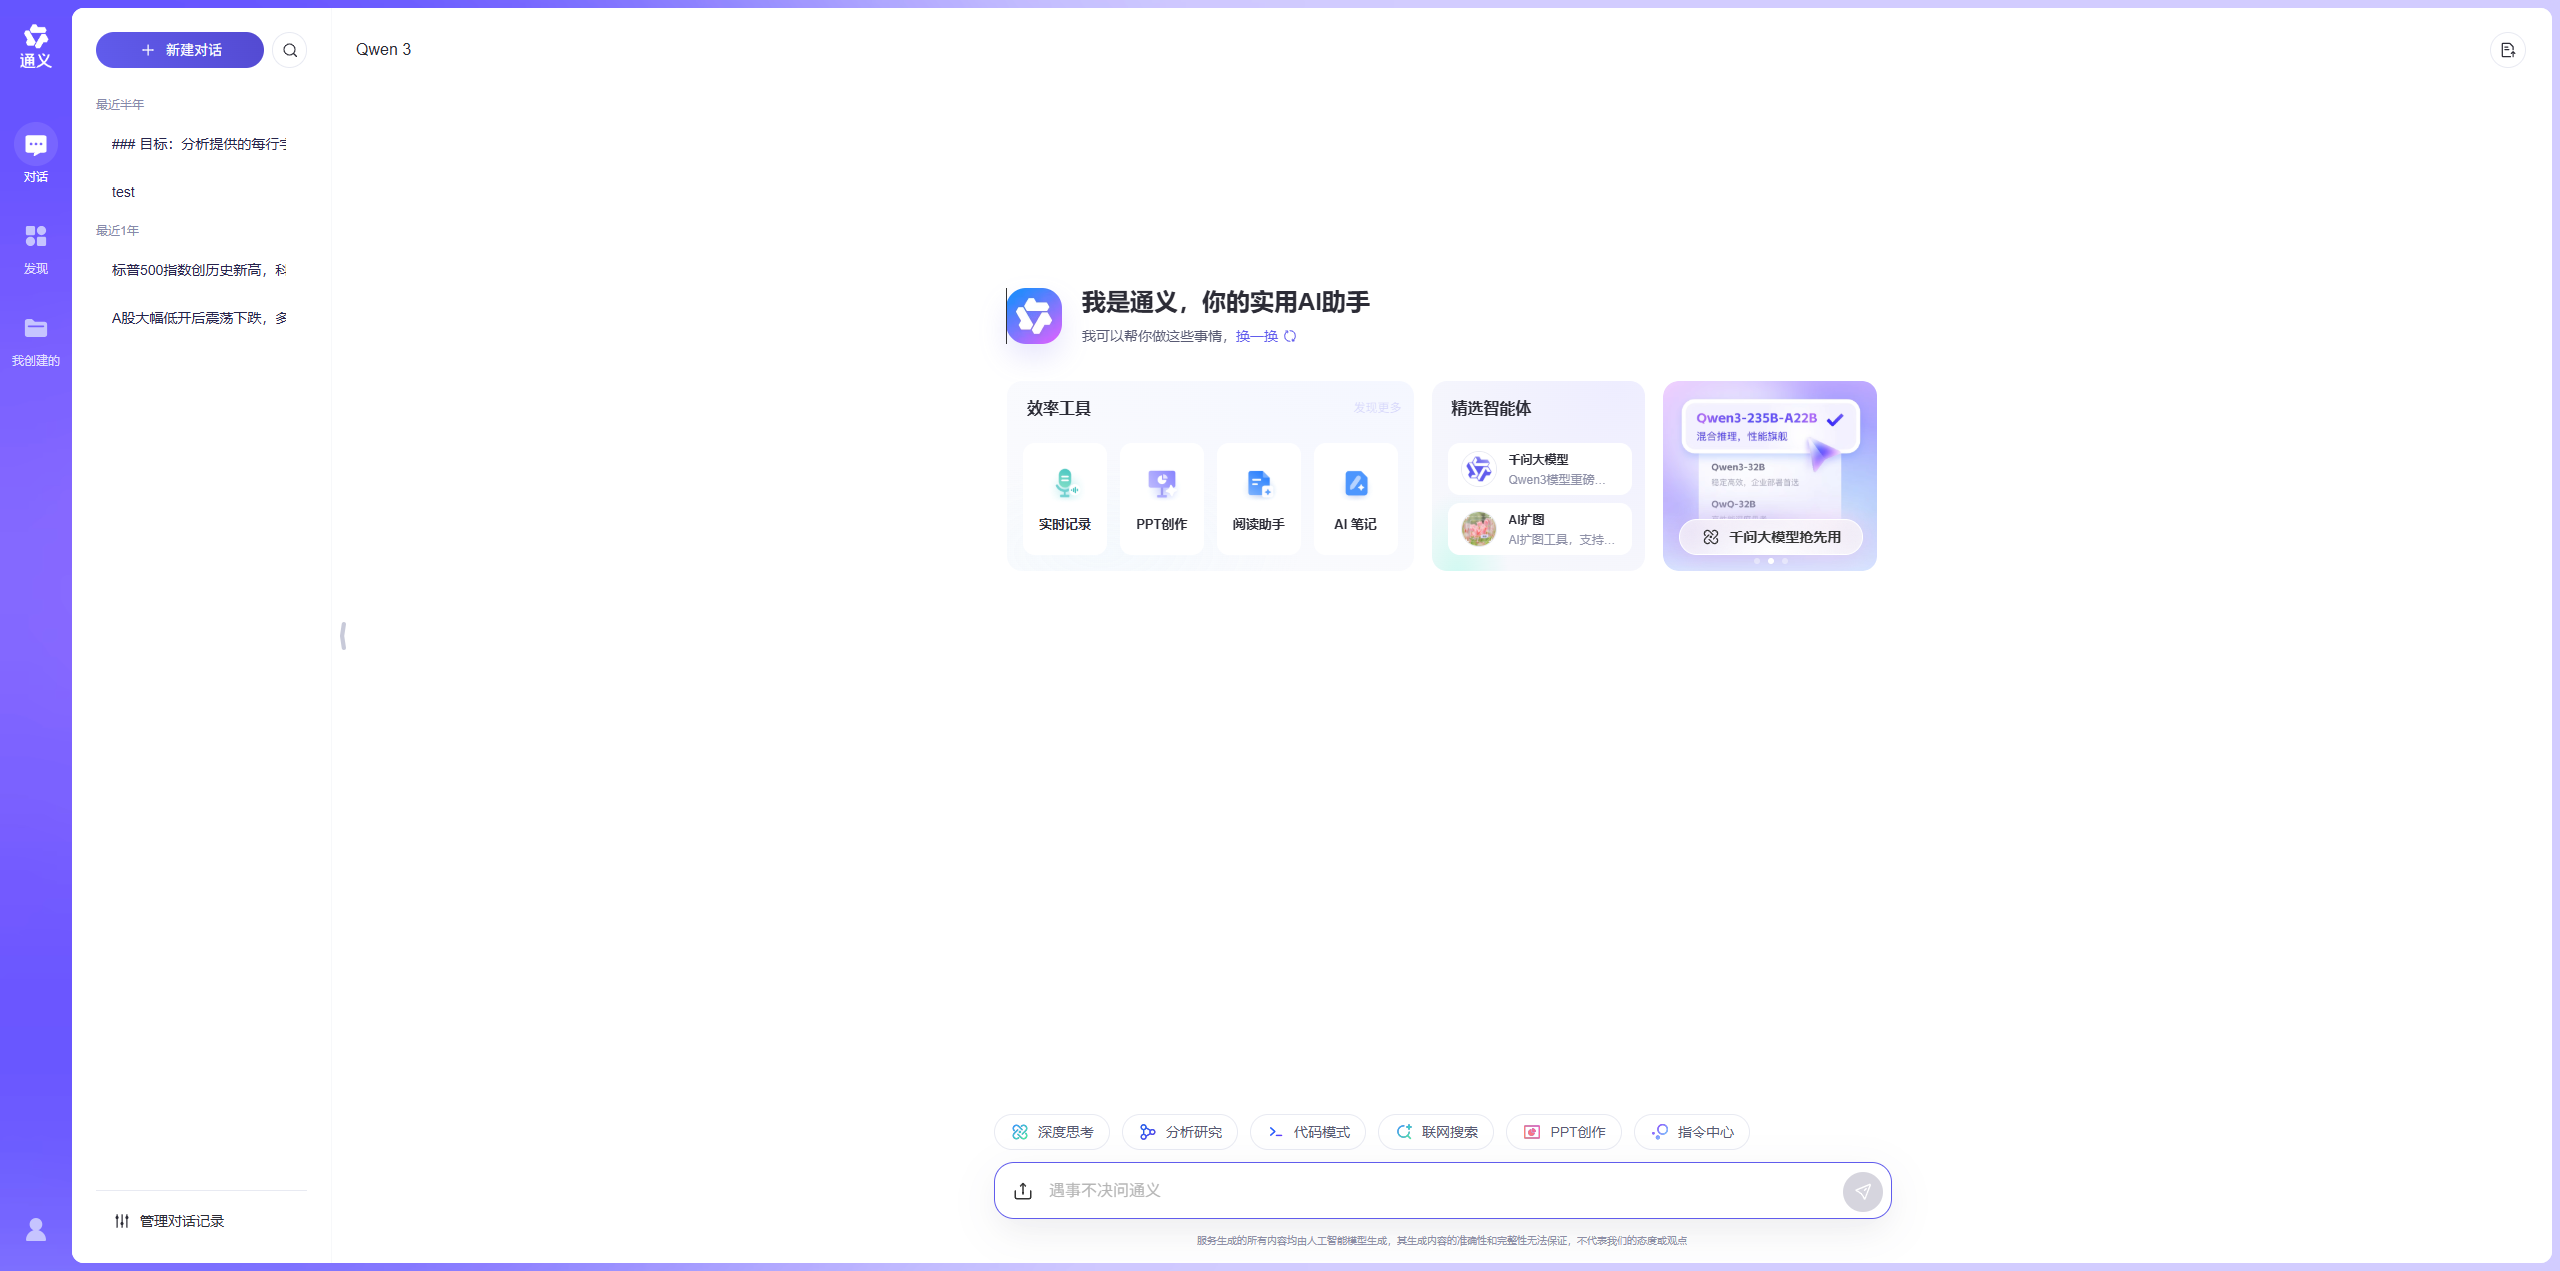 通义
对话
发现
我创建的
新建对话
最近半年
### 目标：分析提供的每行
test
最近1年
标普500指数创历史新高，科
A股大幅低开后震荡下跌，多
管理对话记录
Qwen 3
我是通义，你的实用AI助手
我可以帮你做这些事情，换一换
效率工具
发现更多
实时记录
PPT创作
阅读助手
AI 笔记
精选智能体
千问大模型
Qwen3模型重磅...
AI扩图
AI扩图工具，支持...
Qwen3-235B-A22B
混合推理，性能旗舰
Qwen3-32B
稳定高效，企业部署首选
QwQ-32B
千问大模型抢先用
深度思考
分析研究
代码模式
联网搜索
PPT创作
指令中心
遇事不决问通义
服务生成的所有内容均由人工智能模型生成，其生成内容的准确性和完整性无法保证，不代表我们的态度或观点